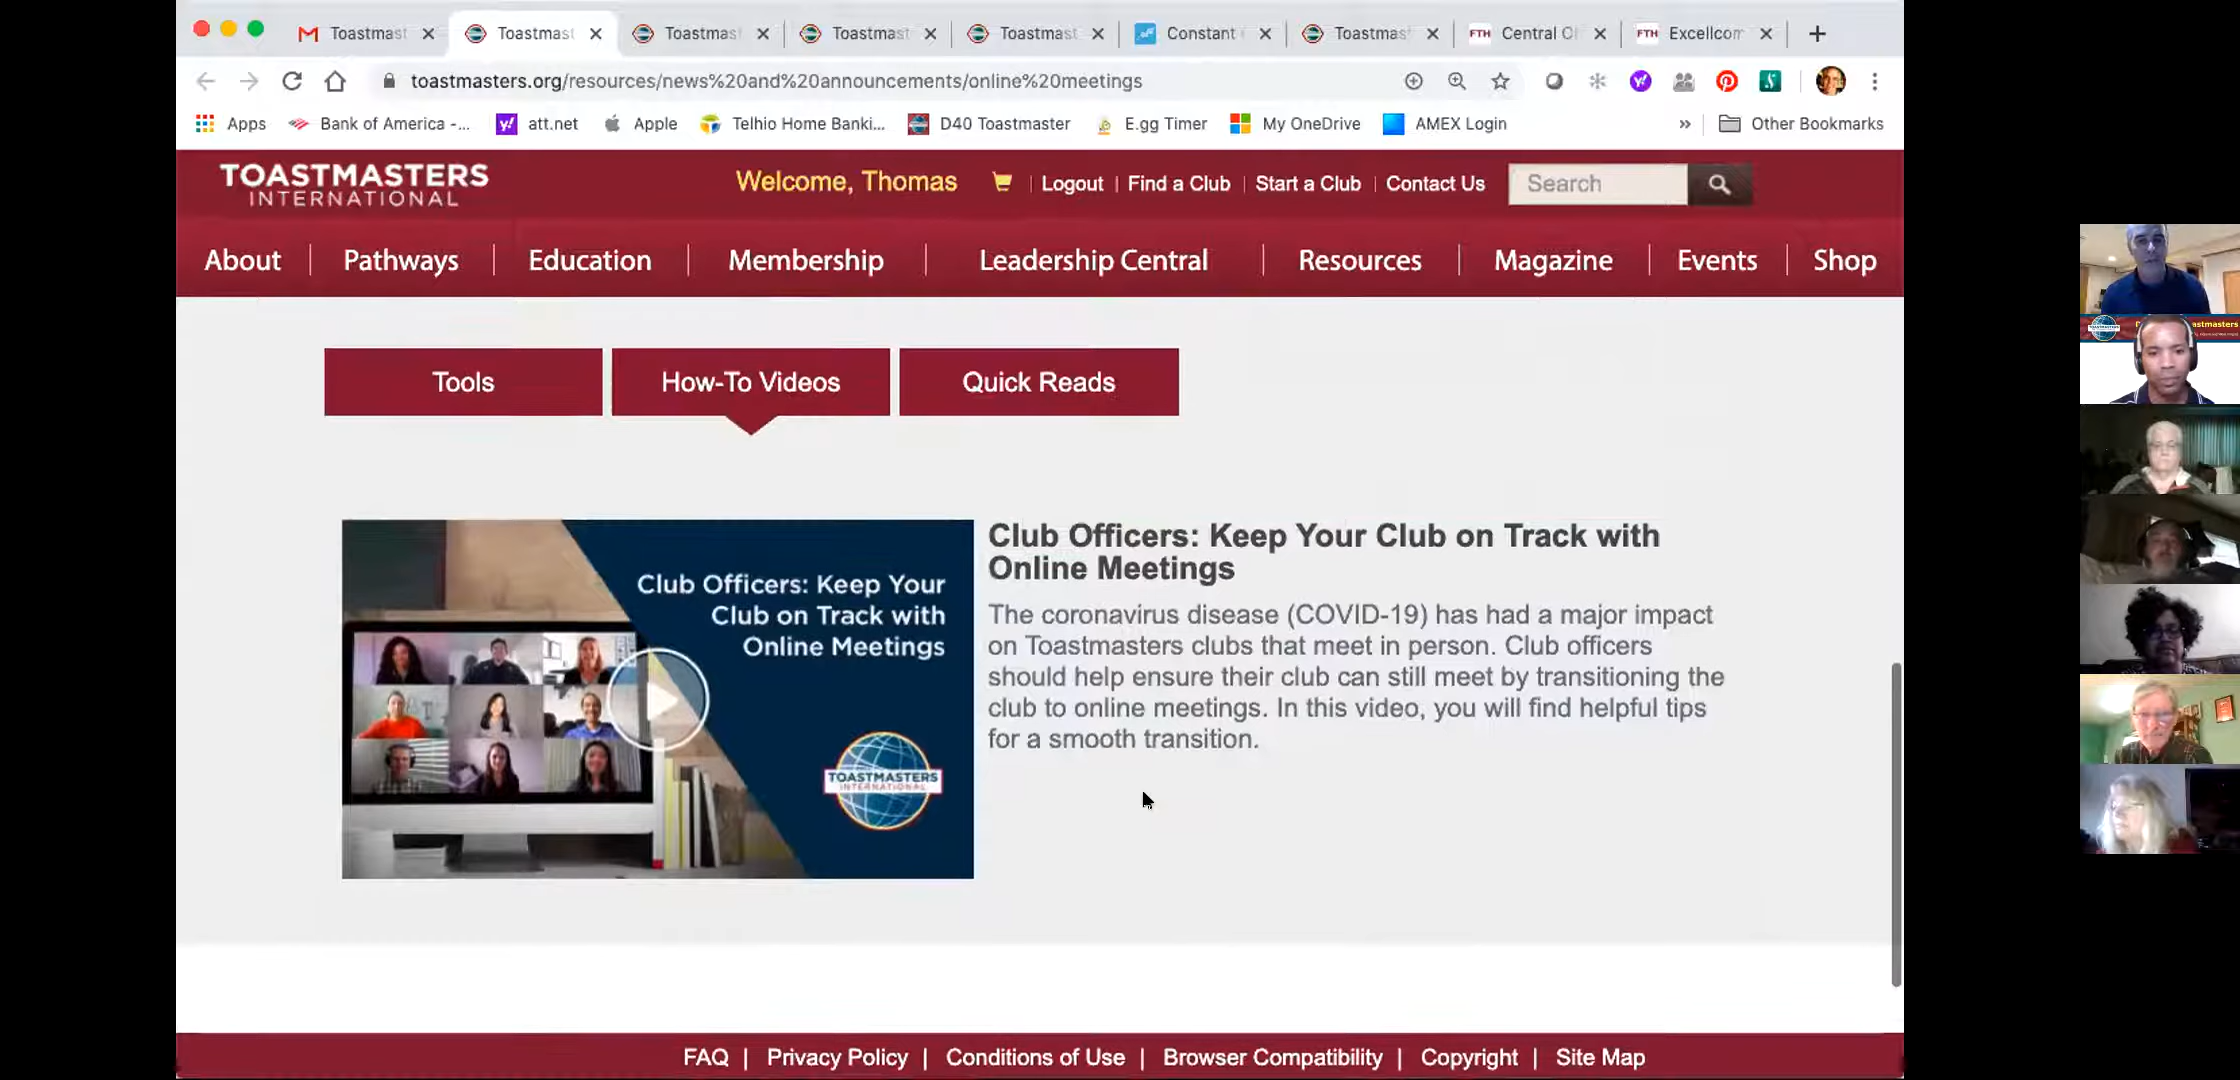 Toastmast
Toastmast
Toastmas
Toastmast
Toastmast
Constant
Toastmas
FTH Central Cl
FTH Excellcom
toastmasters.org/resources/news%20and%20announcements/online%20meetings
Apps
Bank of America -...
att.net
Apple
Telhio Home Banki...
D40 Toastmaster
E.gg Timer
My OneDrive
AMEX Login
»
Other Bookmarks
TOASTMASTERS
INTERNATIONAL
Welcome, Thomas
Logout | Find a Club | Start a Club | Contact Us
Search
About | Pathways | Education | Membership | Leadership Central | Resources | Magazine | Events | Shop
Tools
How-To Videos
Quick Reads
Club Officers: Keep Your
Club on Track with
Online Meetings
TOASTMASTERS
INTERNATIONAL
Club Officers: Keep Your Club on Track with
Online Meetings
The coronavirus disease (COVID-19) has had a major impact
on Toastmasters clubs that meet in person. Club officers
should help ensure their club can still meet by transitioning the
club to online meetings. In this video, you will find helpful tips
for a smooth transition.
FAQ | Privacy Policy | Conditions of Use | Browser Compatibility | Copyright | Site Map
astmasters